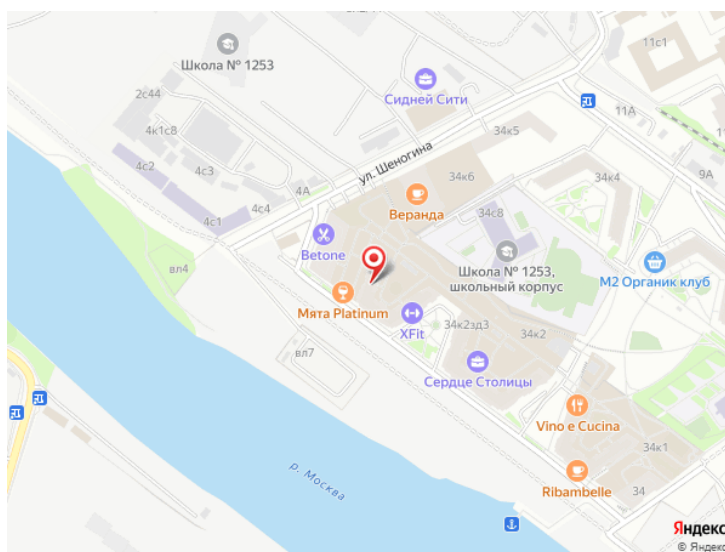 11с1
Школа № 1253
Сидней Сити
2с44
11А
34к5
4к1с8
ул. Шеногина
4с2
4с3
34к6
34к4
9А
4А
Веранда
4с1
4с4
34с8
Betone
Школа № 1253,
школьный корпус
вл4
М2 Органик клуб
Мята Platinum
XFit
34к2зд3
34к2
вл7
Сердце Столицы
Vino e Cucina
34к1
р. Москва
Ribambelle
34
Яндекс
© Яндекс